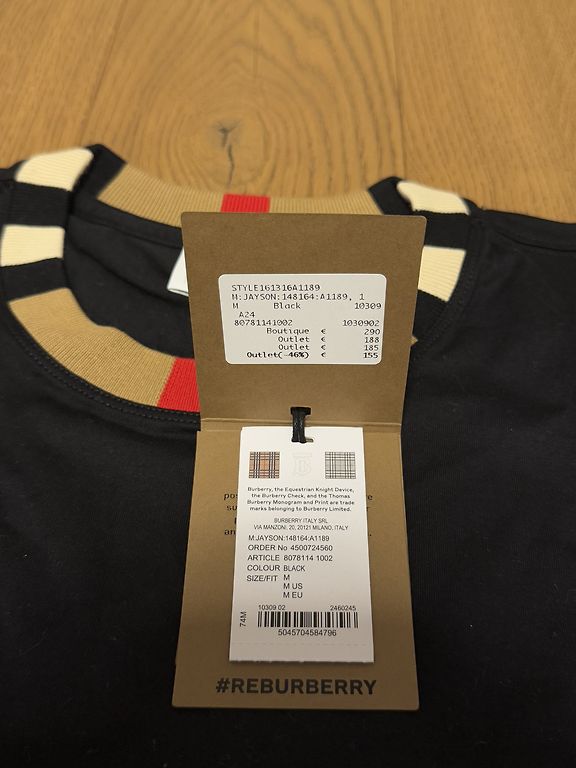 STYLE161316A1189
M:JAYSON:148164:A1189, 1
M Black 10309
A24
80781141002 1030902
Boutique € 290
Outlet € 188
Outlet € 185
Outlet(-46%) € 155
Burberry, the Equestrian Knight Device,
the Burberry Check, and the Thomas
Burberry Monogram and Print are trade
marks belonging to Burberry Limited.
BURBERRY ITALY SRL
VIA MANZONI, 20, 20121 MILANO, ITALY
M:JAYSON:148164:A1189
ORDER No 4500724560
ARTICLE 8078114 1002
COLOUR BLACK
SIZE/FIT M
M US
M EU
10309 02 2460245
74M
5045704584796
#REBURBERRY